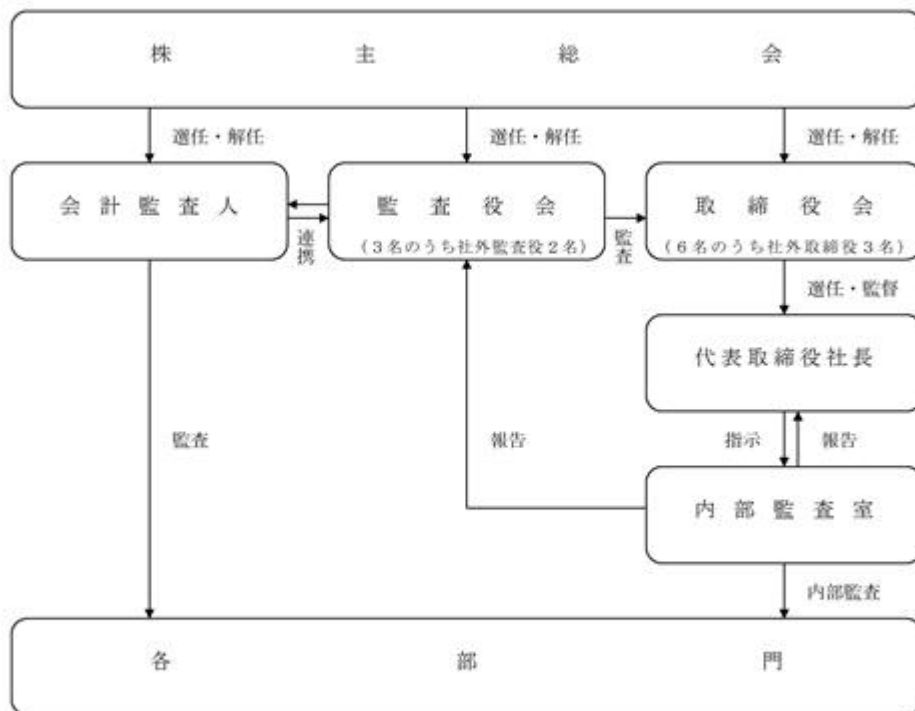 株主総会
選任・解任
選任・解任
選任・解任
会計監査人
連携
監査役会
(3名のうち社外監査役2名)
監査
取締役会
(6名のうち社外取締役3名)
選任・監督
代表取締役社長
監査
報告
指示
報告
内部監査室
内部監査
各部門